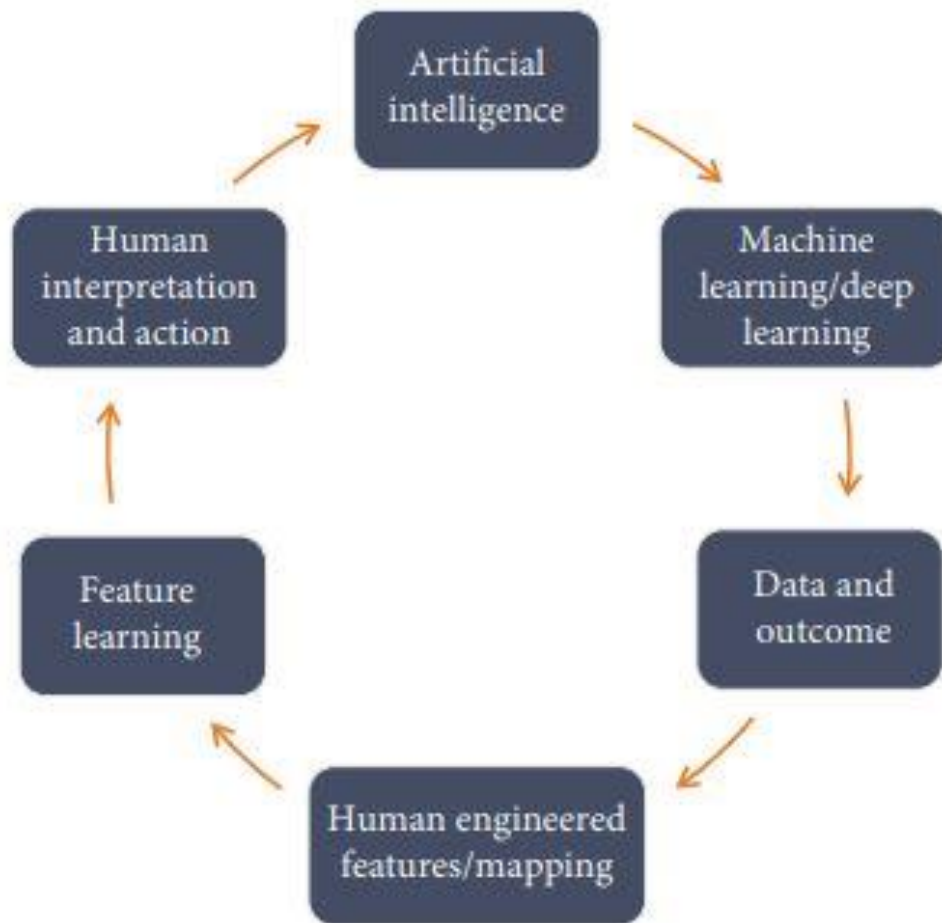 Artificial
intelligence
Machine
learning/deep
learning
Data and
outcome
Human engineered
features/mapping
Feature
learning
Human
interpretation
and action